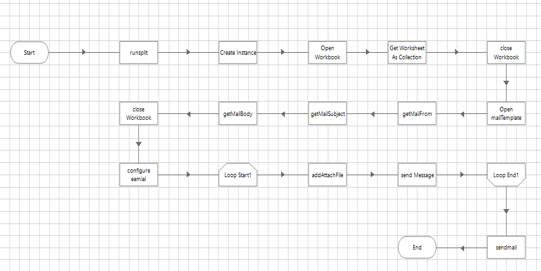 Start
runsplit
Create Instance
Open
Workbook
Get Worksheet
As Collection
close
Workbook
close
Workbook
getMailBody
getMailSubject
getMailFrom
Open
mailTemplate
configure
eamial
Loop Start1
addAttachFile
send Message
Loop End1
End
sendmail